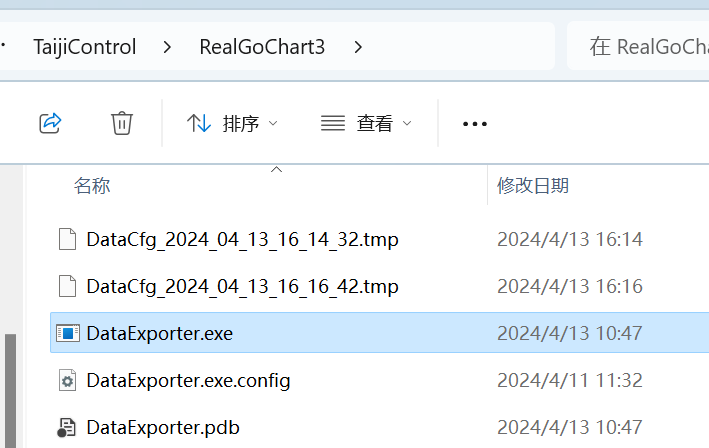 TaijiControl > RealGoChart3 >
在 RealGoCha
排序 查看
名称 修改日期
DataCfg_2024_04_13_16_14_32.tmp 2024/4/13 16:14
DataCfg_2024_04_13_16_16_42.tmp 2024/4/13 16:16
DataExporter.exe 2024/4/13 10:47
DataExporter.exe.config 2024/4/11 11:32
DataExporter.pdb 2024/4/13 10:47